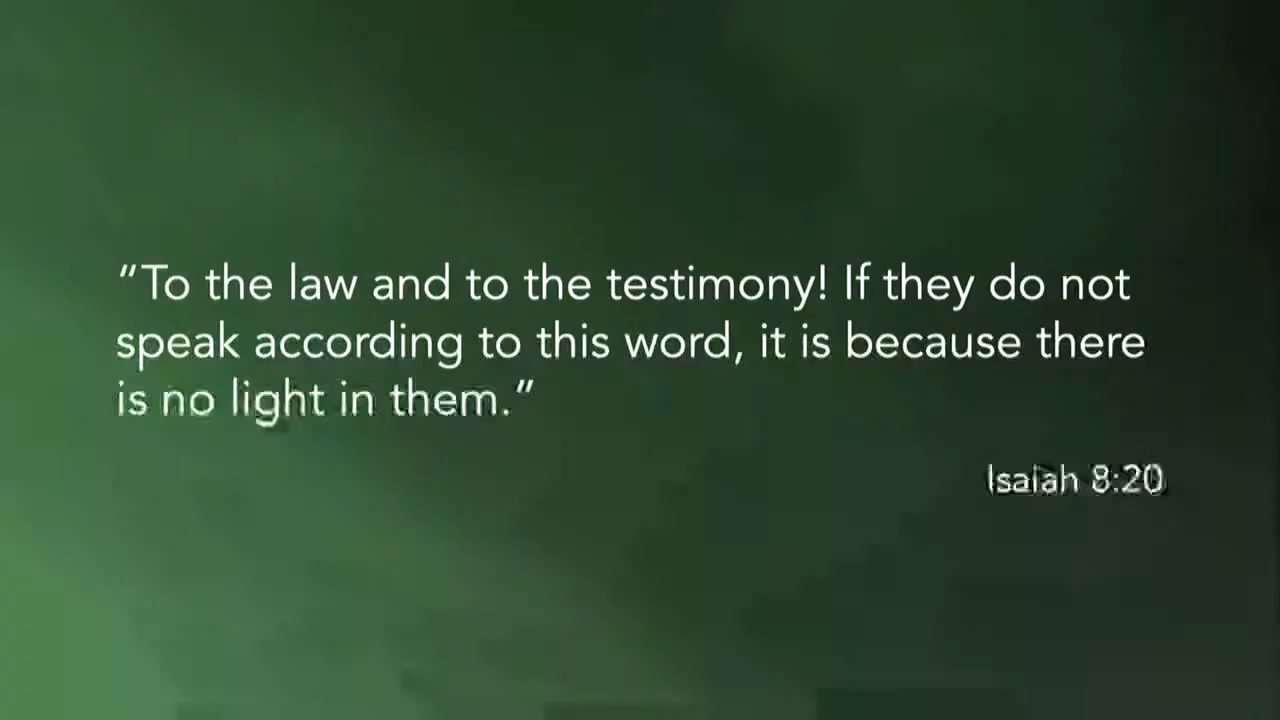 “To the law and to the testimony! If they do not
speak according to this word, it is because there
is no light in them.”
Isaiah 8:20